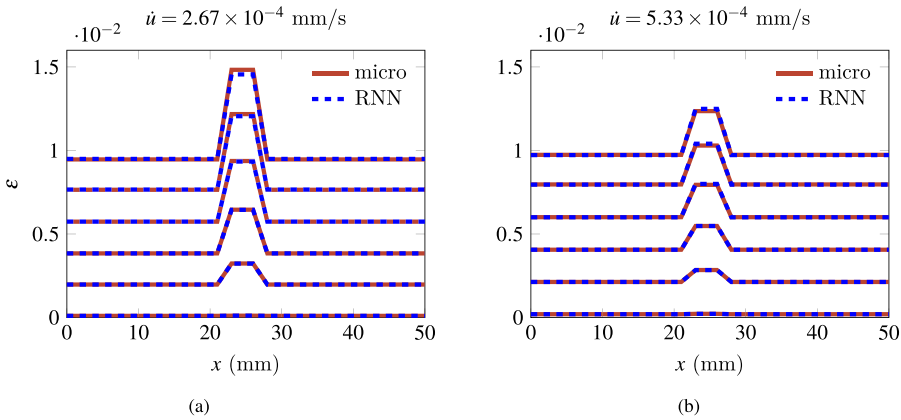 u̇ = 2.67 × 10⁻⁴ mm/s
·10⁻²
1.5
1
0.5
0
ε
micro
RNN
0 10 20 30 40 50
x (mm)
(a)
u̇ = 5.33 × 10⁻⁴ mm/s
·10⁻²
1.5
1
0.5
0
micro
RNN
0 10 20 30 40 50
x (mm)
(b)